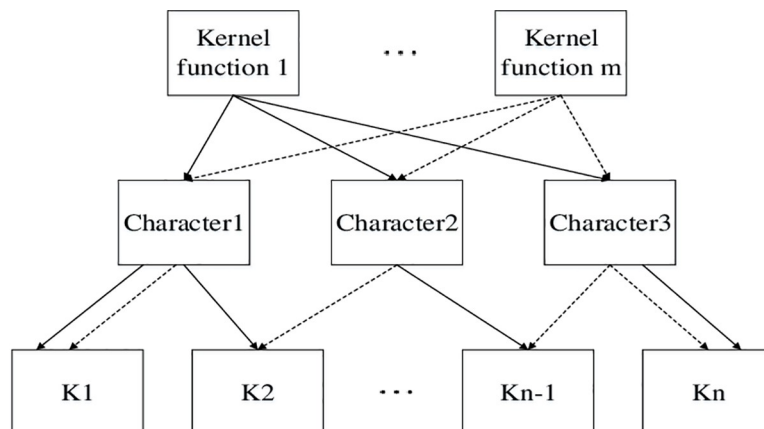 Kernel
function 1
...
Kernel
function m
Character1
Character2
Character3
K1
K2
...
Kn-1
Kn